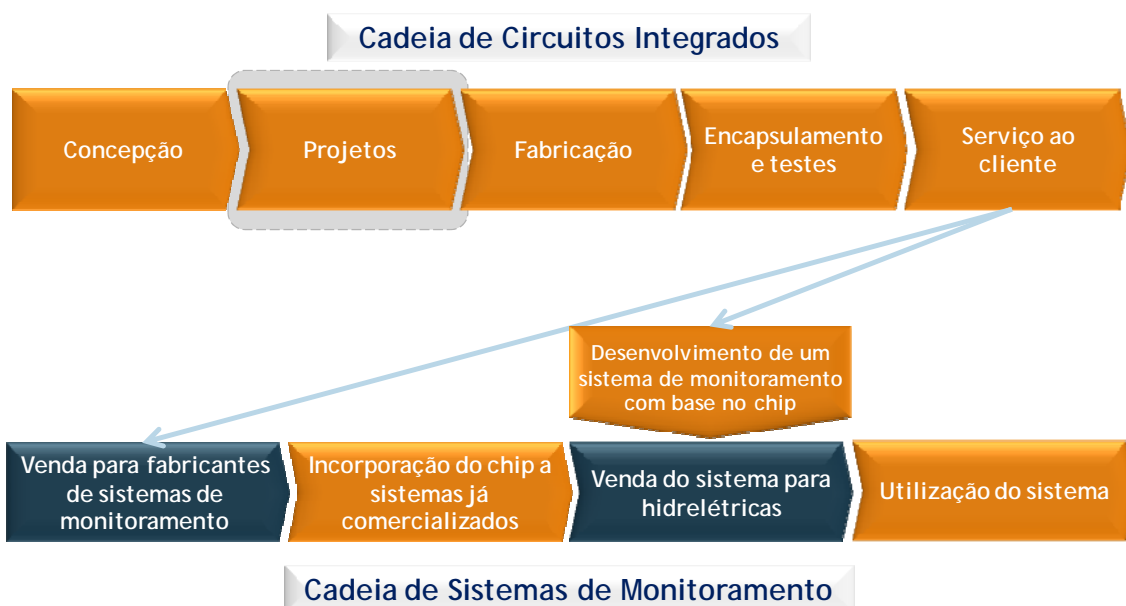 Cadeia de Circuitos Integrados
Concepção
Projetos
Fabricação
Encapsulamento
e testes
Serviço ao
cliente
Desenvolvimento de um
sistema de monitoramento
com base no chip
Venda para fabricantes
de sistemas de
monitoramento
Incorporação do chip a
sistemas já
comercializados
Venda do sistema para
hidrelétricas
Utilização do sistema
Cadeia de Sistemas de Monitoramento